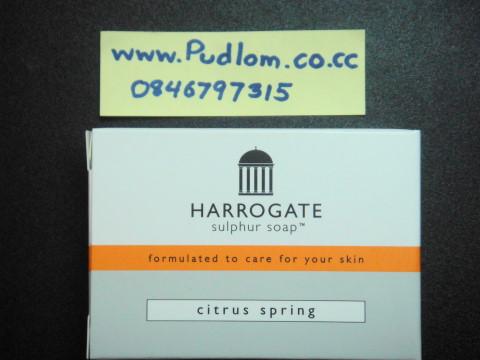 www.Pudlom.co.cc
0846797315
HARROGATE
sulphur soap™
formulated to care for your skin
citrus spring